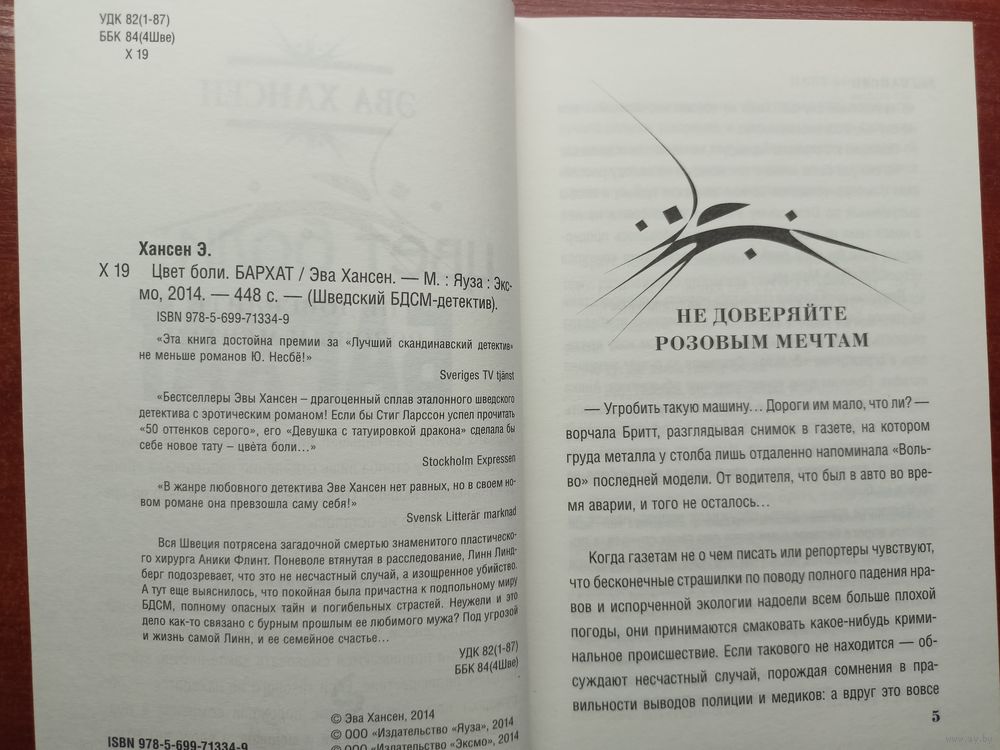 УДК 82(1-87)
ББК 84(4Шве)
Х 19
Хансен Э.
Х 19 Цвет боли. БАРХАТ / Эва Хансен. — М. : Яуза : Экс-
мо, 2014. — 448 с. — (Шведский БДСМ-детектив).
ISBN 978-5-699-71334-9
«Эта книга достойна премии за «Лучший скандинавский детектив»
не меньше романов Ю. Несбё!»
Sveriges TV tjänst
«Бестселлеры Эвы Хансен – драгоценный сплав эталонного шведского
детектива с эротическим романом! Если бы Стиг Ларссон успел прочитать
«50 оттенков серого», его «Девушка с татуировкой дракона» сделала бы
себе новое тату – цвета боли...»
Stockholm Expressen
«В жанре любовного детектива Эве Хансен нет равных, но в своем но-
вом романе она превзошла саму себя!»
Svensk Litterär marknad
Вся Швеция потрясена загадочной смертью знаменитого пластическо-
го хирурга Аники Флинт. Поневоле втянутая в расследование, Линн Линд-
берг подозревает, что это не несчастный случай, а изощренное убийство.
А тут еще выяснилось, что покойная была причастна к подпольному миру
БДСМ, полному опасных тайн и погибельных страстей. Неужели и это
дело как-то связано с бурным прошлым ее любимого мужа? Под угрозой
и жизнь самой Линн, и ее семейное счастье...
УДК 82(1-87)
ББК 84(4Шве)
© Эва Хансен, 2014
© ООО «Издательство «Яуза», 2014
ISBN 978-5-699-71334-9
© ООО «Издательство «Эксмо», 2014
НЕ ДОВЕРЯЙТЕ
РОЗОВЫМ МЕЧТАМ
— Угробить такую машину... Дороги им мало, что ли? —
ворчала Бритт, разглядывая снимок в газете, на котором
груда металла у столба лишь отдаленно напоминала «Воль-
во» последней модели. От водителя, что был в авто во вре-
мя аварии, и того не осталось...
Когда газетам не о чем писать или репортеры чувствуют,
что бесконечные страшилки по поводу полного падения нра-
вов и испорченной экологии надоели всем больше плохой
погоды, они принимаются смаковать какое-нибудь крими-
нальное происшествие. Если такового не находится — об-
суждают несчастный случай, порождая сомнения в пра-
вильности выводов полиции и медиков: а вдруг это вовсе
5